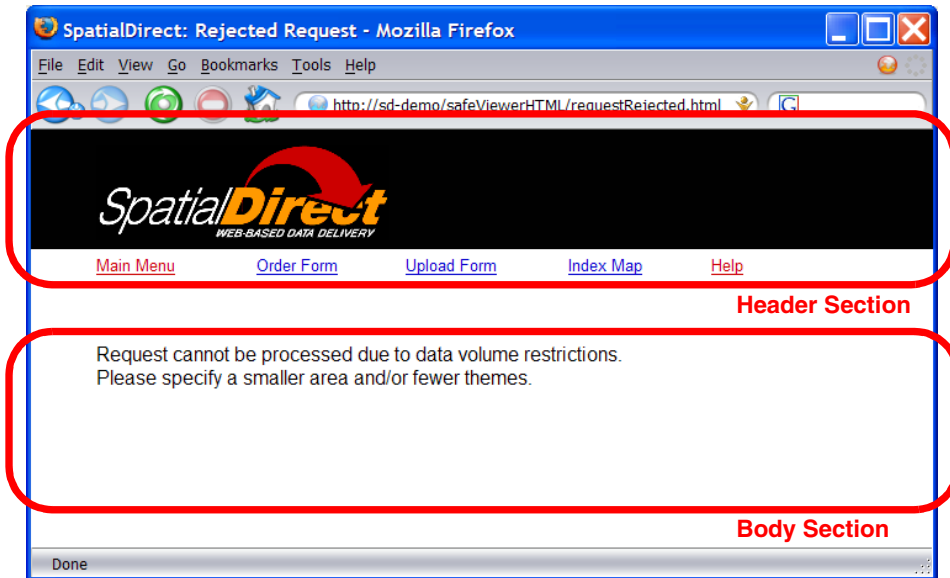 SpatialDirect: Rejected Request - Mozilla Firefox
File Edit View Go Bookmarks Tools Help
http://sd-demo/safeViewerHTML/requestRejected.html G
SpatialDirect
WEB-BASED DATA DELIVERY
Main Menu Order Form Upload Form Index Map Help
Header Section
Request cannot be processed due to data volume restrictions.
Please specify a smaller area and/or fewer themes.
Body Section
Done